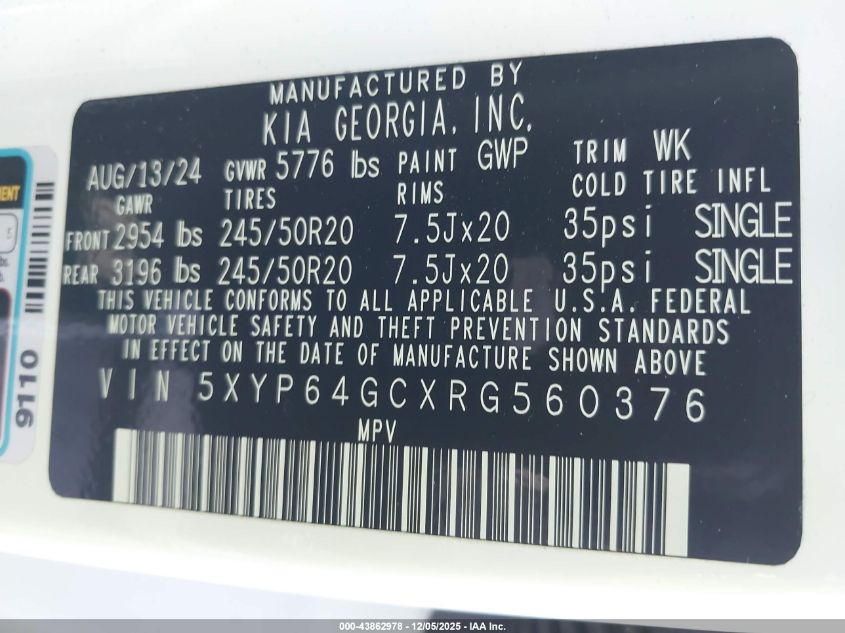 MANUFACTURED BY
KIA GEORGIA, INC.
AUG/13/24 GVWR 5776 lbs PAINT GWP TRIM WK
GAWR TIRES RIMS COLD TIRE INFL
FRONT 2954 lbs 245/50R20 7.5Jx20 35psi SINGLE
REAR 3196 lbs 245/50R20 7.5Jx20 35psi SINGLE
THIS VEHICLE CONFORMS TO ALL APPLICABLE U.S.A. FEDERAL
MOTOR VEHICLE SAFETY AND THEFT PREVENTION STANDARDS
IN EFFECT ON THE DATE OF MANUFACTURE SHOWN ABOVE
VIN 5XYP64GCXRG560376
MPV
9110
000-43862978 - 12/05/2025 - IAA Inc.